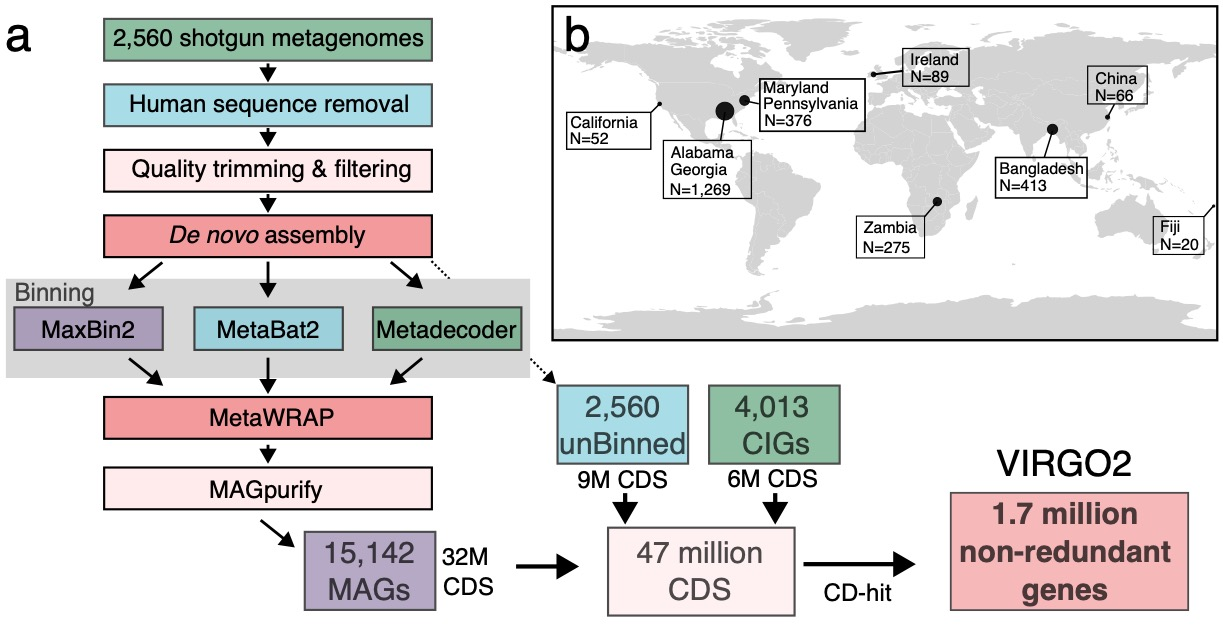 a
2,560 shotgun metagenomes
Human sequence removal
Quality trimming & filtering
De novo assembly
Binning
MaxBin2
MetaBat2
Metadecoder
MetaWRAP
MAGpurify
15,142
MAGs
32M
CDS
2,560
unBinned
9M CDS
4,013
CIGs
6M CDS
47 million
CDS
CD-hit
VIRGO2
1.7 million
non-redundant
genes
b
California
N=52
Alabama
Georgia
N=1,269
Maryland
Pennsylvania
N=376
Ireland
N=89
Zambia
N=275
Bangladesh
N=413
China
N=66
Fiji
N=20